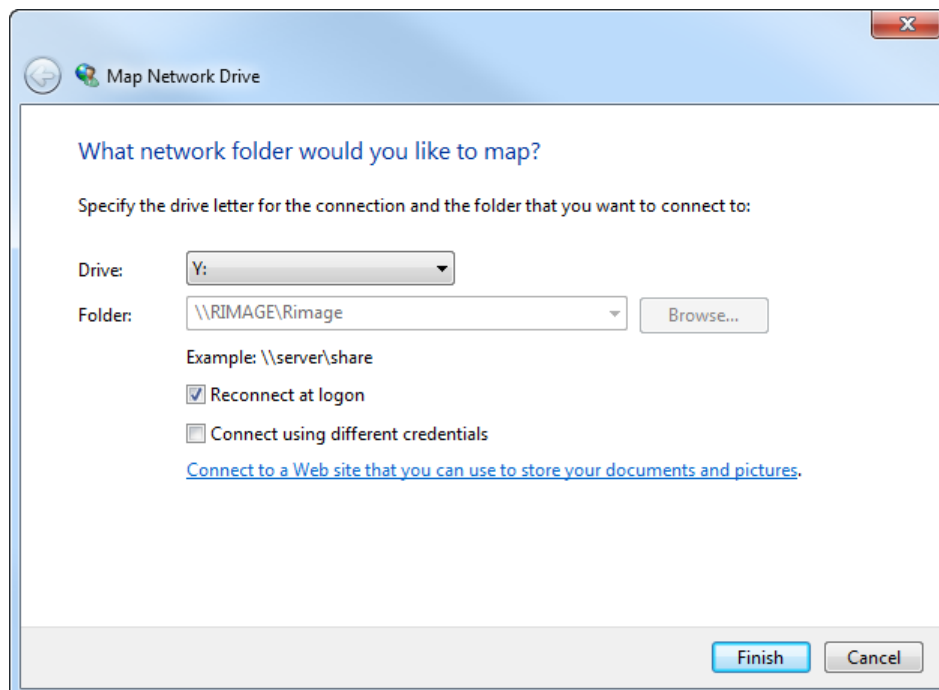 Map Network Drive
What network folder would you like to map?
Specify the drive letter for the connection and the folder that you want to connect to:
Drive: Y:
Folder: \\RIMAGE\Rimage Browse...
Example: \\server\share
Reconnect at logon
Connect using different credentials
Connect to a Web site that you can use to store your documents and pictures.
Finish Cancel